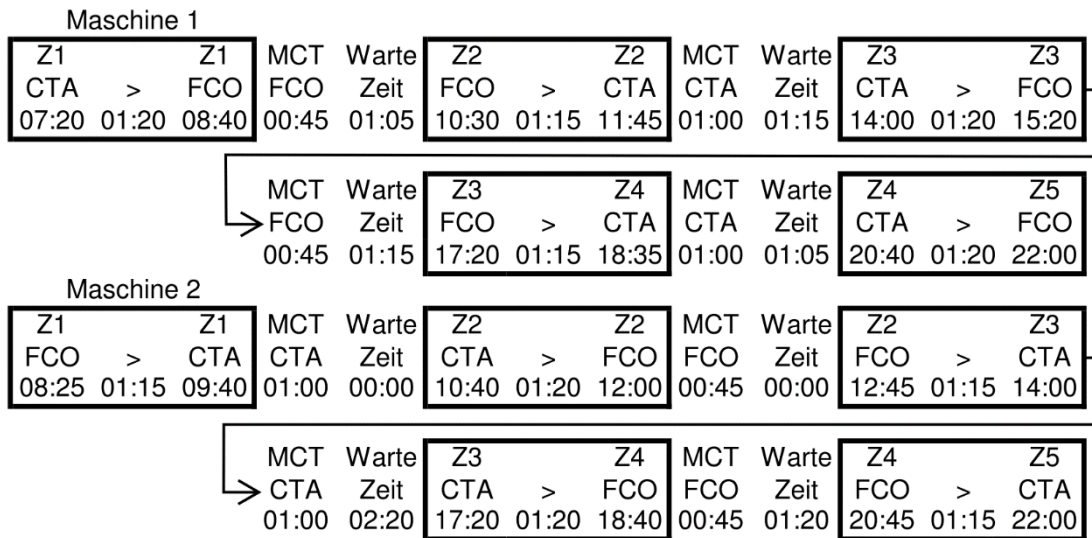 Maschine 1
Z1 Z1 MCT Warte Z2 Z2 MCT Warte Z3 Z3
CTA > FCO FCO Zeit FCO > CTA CTA Zeit CTA > FCO
07:20 01:20 08:40 00:45 01:05 10:30 01:15 11:45 01:00 01:15 14:00 01:20 15:20
MCT Warte Z3 Z4 MCT Warte Z4 Z5
FCO Zeit FCO > CTA CTA Zeit CTA > FCO
00:45 01:15 17:20 01:15 18:35 01:00 01:05 20:40 01:20 22:00
Maschine 2
Z1 Z1 MCT Warte Z2 Z2 MCT Warte Z2 Z3
FCO > CTA CTA Zeit CTA > FCO FCO Zeit FCO > CTA
08:25 01:15 09:40 01:00 00:00 10:40 01:20 12:00 00:45 00:00 12:45 01:15 14:00
MCT Warte Z3 Z4 MCT Warte Z4 Z5
CTA Zeit CTA > FCO FCO Zeit FCO > CTA
01:00 02:20 17:20 01:20 18:40 00:45 01:20 20:45 01:15 22:00